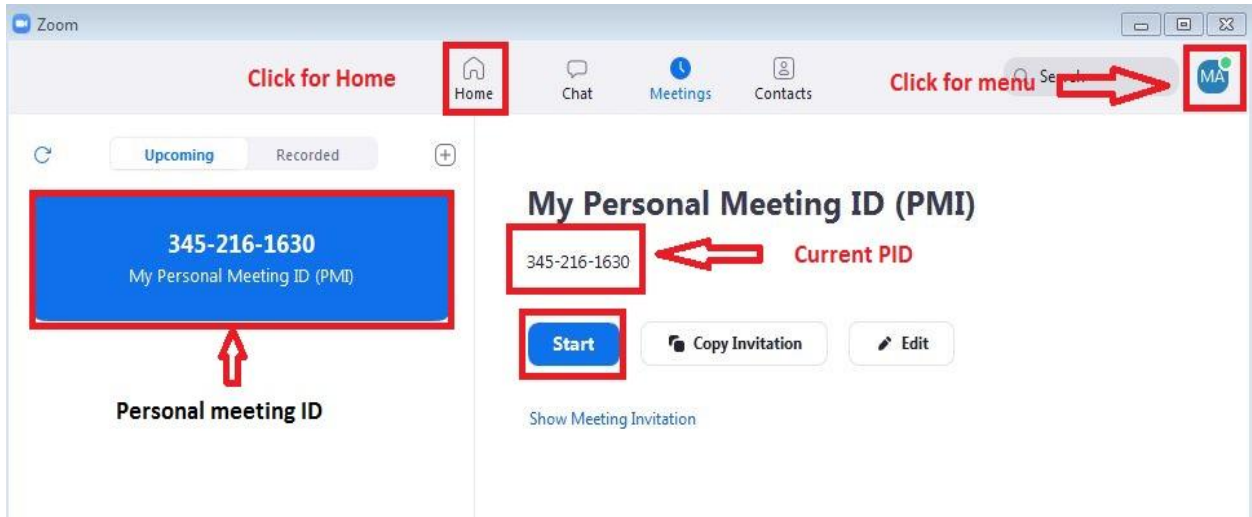 Zoom
Click for Home
Home
Chat
Meetings
Contacts
Click for menu
Search
MA
Upcoming
Recorded
My Personal Meeting ID (PMI)
345-216-1630
My Personal Meeting ID (PMI)
345-216-1630
Current PID
Start
Copy Invitation
Edit
Personal meeting ID
Show Meeting Invitation